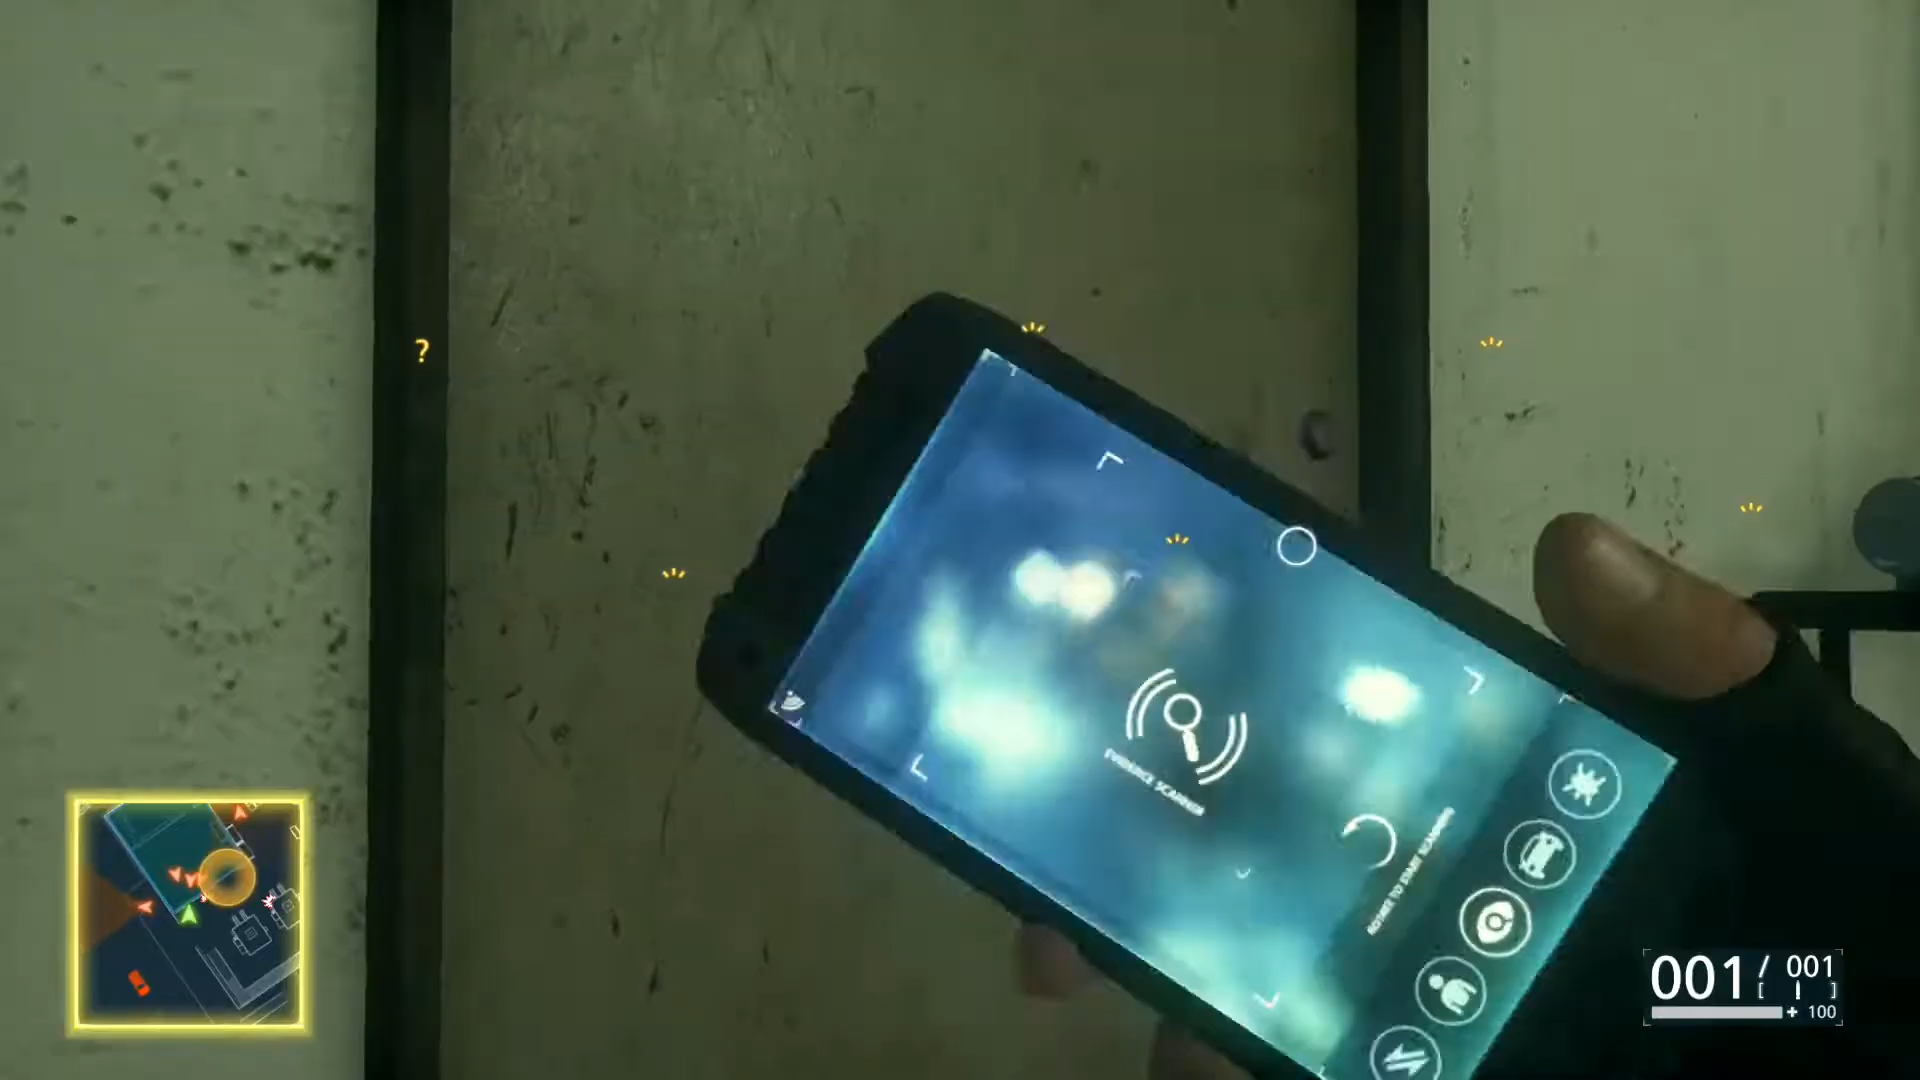 ?
EVIDENCE SCANNER
ROTATE TO START SCANNING
001 / 001
[ ! ]
+ 100